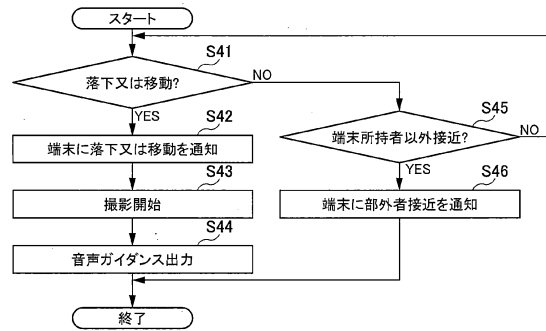 スタート
S41
落下又は移動?
NO
YES
S42
端末に落下又は移動を通知
S43
撮影開始
S44
音声ガイダンス出力
S45
端末所持者以外接近?
NO
YES
S46
端末に部外者接近を通知
終了